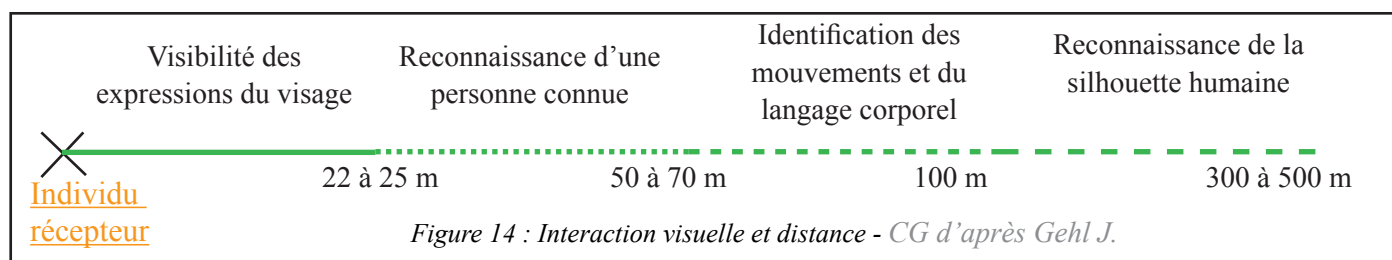 Visibilité des
expressions du visage
Reconnaissance d’une
personne connue
Identification des
mouvements et du
langage corporel
Reconnaissance de la
silhouette humaine
22 à 25 m
50 à 70 m
100 m
300 à 500 m
Individu
récepteur
Figure 14 : Interaction visuelle et distance - CG d’après Gehl J.